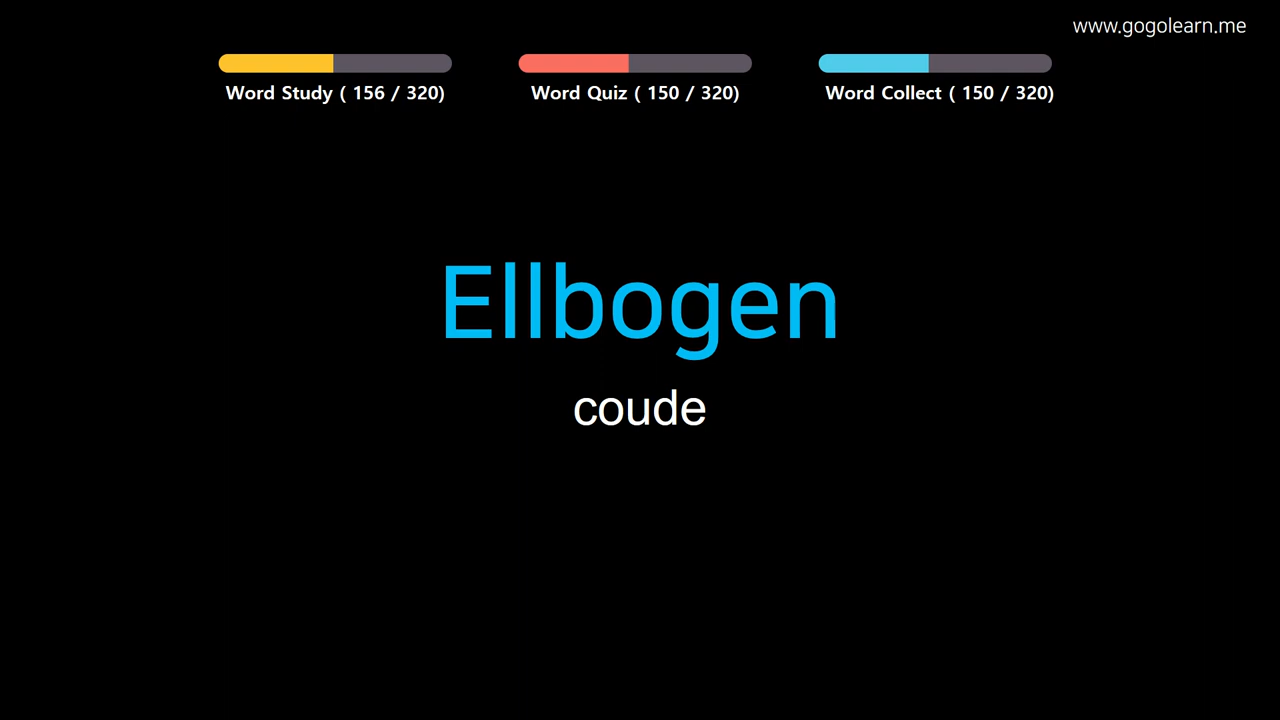 www.gogolearn.me
Word Study ( 156 / 320)
Word Quiz ( 150 / 320)
Word Collect ( 150 / 320)
Ellbogen
coude